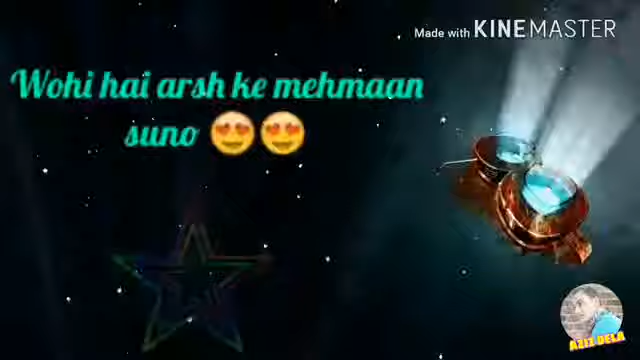 Made with KINEMASTER
Wohi hai arsh ke mehmaan
suno 😍😍
AZIZ DELA